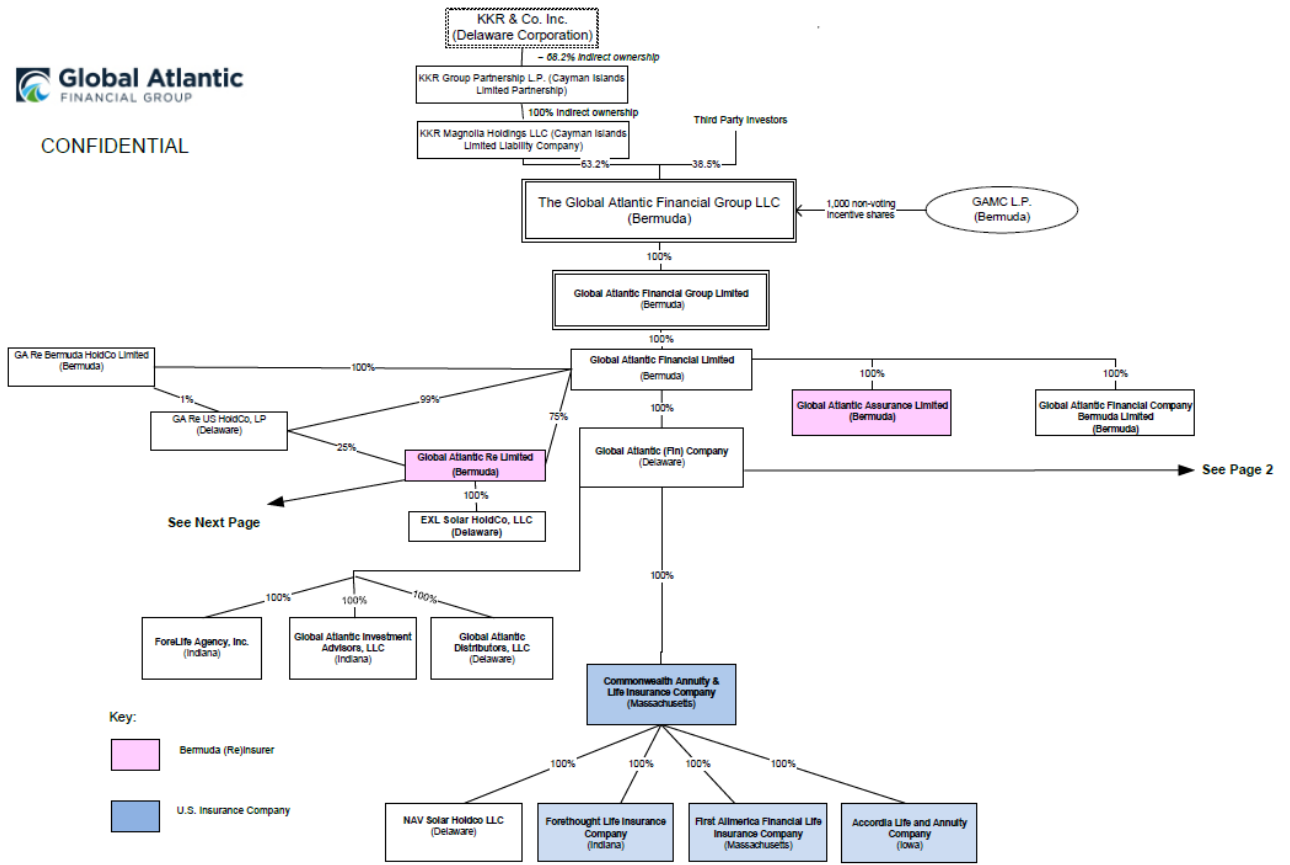 KKR & Co. Inc.
(Delaware Corporation)
~ 68.2% indirect ownership
Global Atlantic
FINANCIAL GROUP
KKR Group Partnership L.P. (Cayman Islands
Limited Partnership)
100% Indirect ownership
CONFIDENTIAL
KKR Magnolia Holdings LLC (Cayman Islands
Limited Liability Company)
Third Party Investors
63.2%
38.5%
The Global Atlantic Financial Group LLC
(Bermuda)
1,000 non-voting
Incentive shares
GAMC L.P.
(Bermuda)
100%
Global Atlantic Financial Group Limited
(Bermuda)
100%
GA Re Bermuda HoldCo Limited
(Bermuda)
100%
Global Atlantic Financial Limited
(Bermuda)
100%
100%
1%
99%
75%
100%
GA Re US HoldCo, LP
(Delaware)
25%
Global Atlantic Assurance Limited
(Bermuda)
Global Atlantic Financial Company
Bermuda Limited
(Bermuda)
Global Atlantic Re Limited
(Bermuda)
Global Atlantic (Fin) Company
(Delaware)
See Page 2
100%
See Next Page
EXL Solar HoldCo, LLC
(Delaware)
100%
100%
100%
100%
ForeLife Agency, Inc.
(Indiana)
Global Atlantic Investment
Advisors, LLC
(Indiana)
Global Atlantic
Distributors, LLC
(Delaware)
Commonwealth Annuity &
Life Insurance Company
(Massachusetts)
Key:
Bermuda (Re)Insurer
U.S. Insurance Company
100%
100%
100%
100%
NAV Solar Holdco LLC
(Delaware)
Forethought Life Insurance
Company
(Indiana)
First Allmerica Financial Life
Insurance Company
(Massachusetts)
Accordia Life and Annuity
Company
(Iowa)